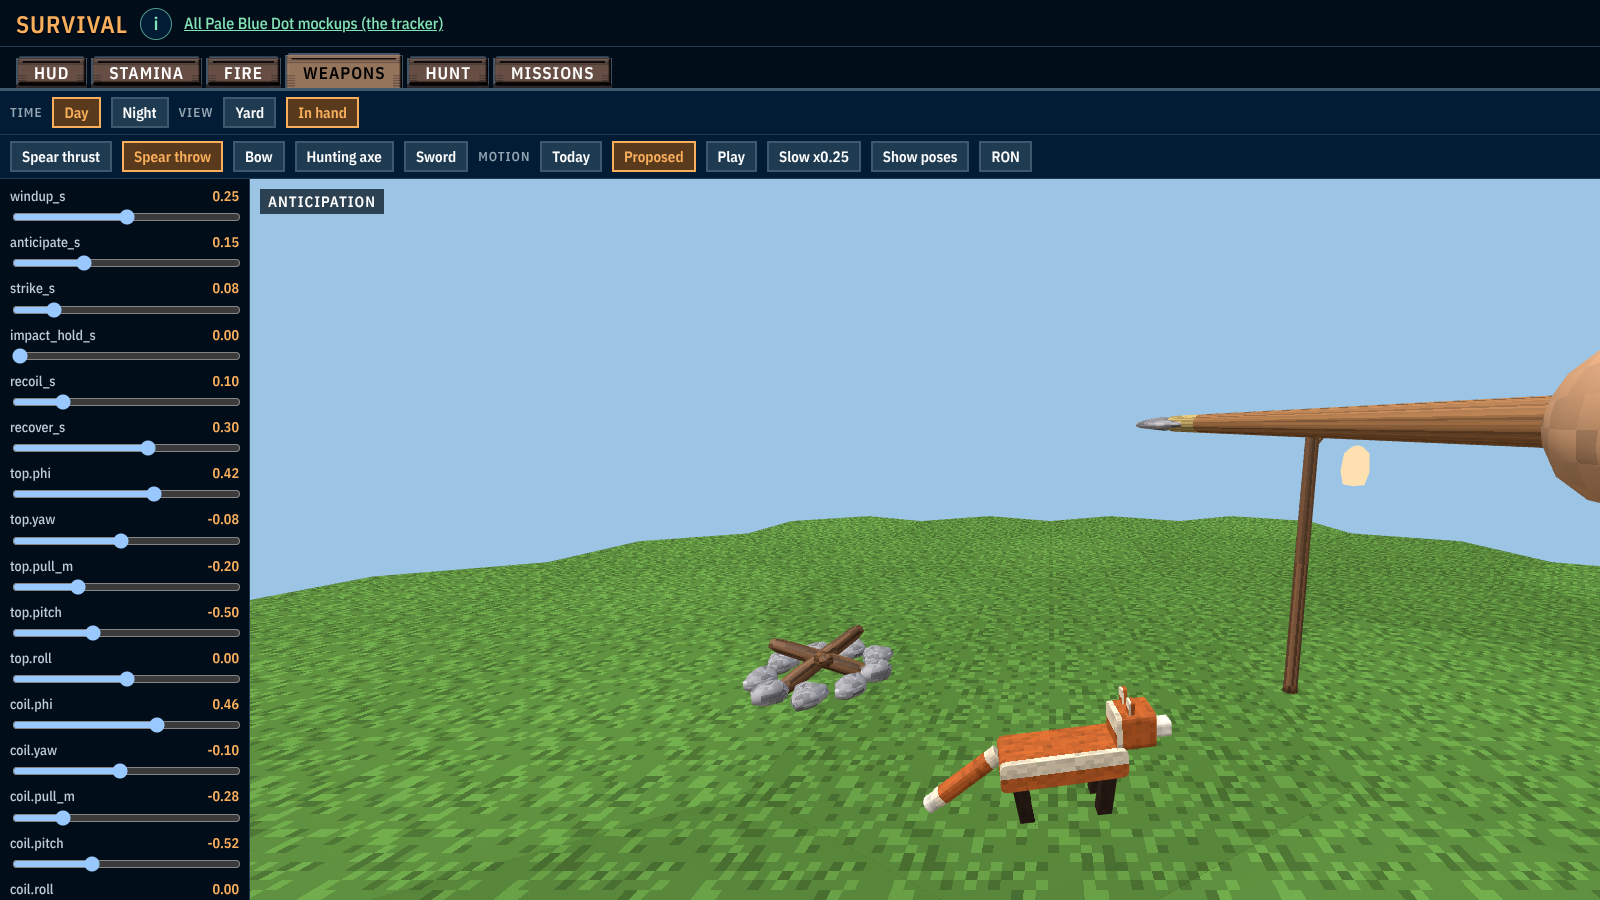 SURVIVAL i All Pale Blue Dot mockups (the tracker)
HUD STAMINA FIRE WEAPONS HUNT MISSIONS
TIME Day Night VIEW Yard In hand
Spear thrust Spear throw Bow Hunting axe Sword MOTION Today Proposed Play Slow x0.25 Show poses RON
windup_s 0.25
ANTICIPATION
anticipate_s 0.15
strike_s 0.08
impact_hold_s 0.00
recoil_s 0.10
recover_s 0.30
top.phi 0.42
top.yaw -0.08
top.pull_m -0.20
top.pitch -0.50
top.roll 0.00
coil.phi 0.46
coil.yaw -0.10
coil.pull_m -0.28
coil.pitch -0.52
coil.roll 0.00